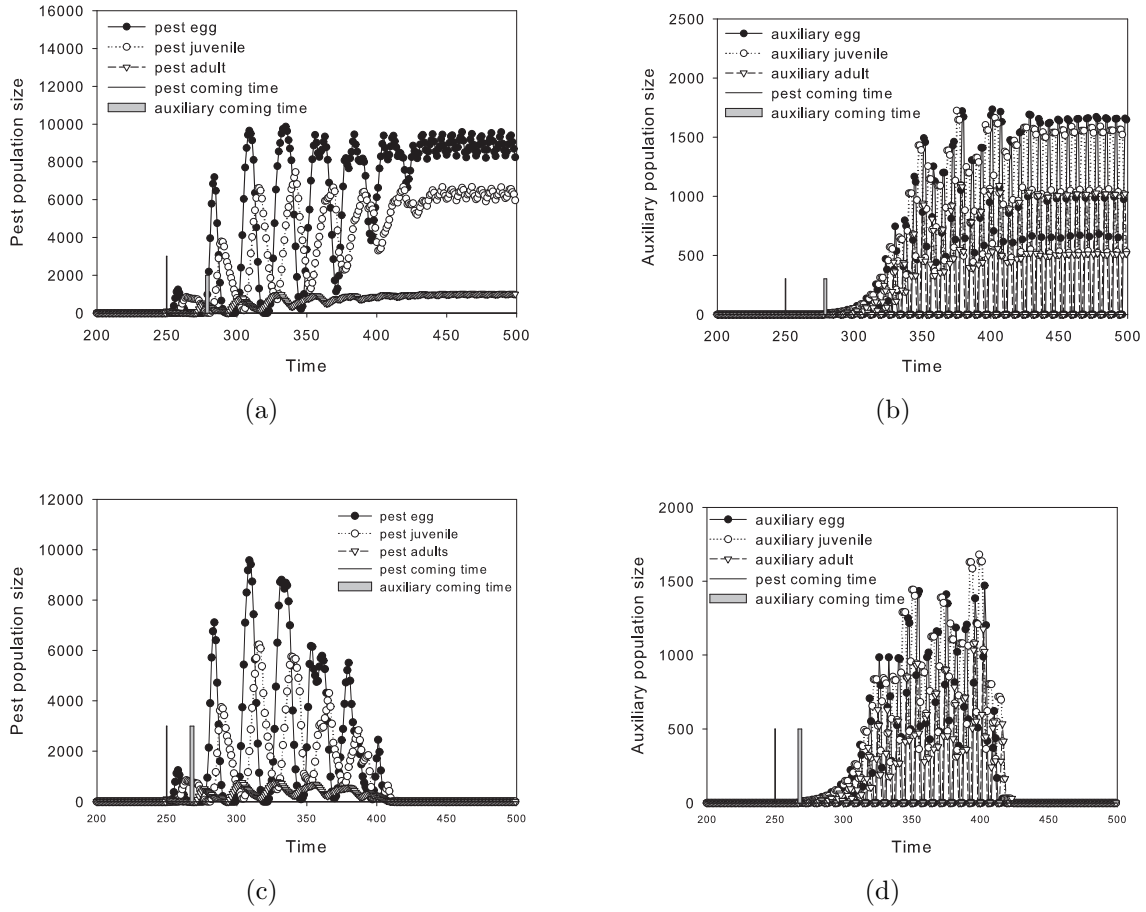 pest egg
pest juvenile
pest adult
pest coming time
auxiliary coming time
Pest population size
16000
14000
12000
10000
8000
6000
4000
2000
0
200 250 300 350 400 450 500
Time
(a)
auxiliary egg
auxiliary juvenile
auxiliary adult
pest coming time
auxiliary coming time
Auxiliary population size
2500
2000
1500
1000
500
0
200 250 300 350 400 450 500
Time
(b)
pest egg
pest juvenile
pest adults
pest coming time
auxiliary coming time
Pest population size
12000
10000
8000
6000
4000
2000
0
200 250 300 350 400 450 500
Time
(c)
auxiliary egg
auxiliary juvenile
auxiliary adult
pest coming time
auxiliary coming time
Auxiliary population size
2000
1500
1000
500
0
200 250 300 350 400 450 500
Time
(d)